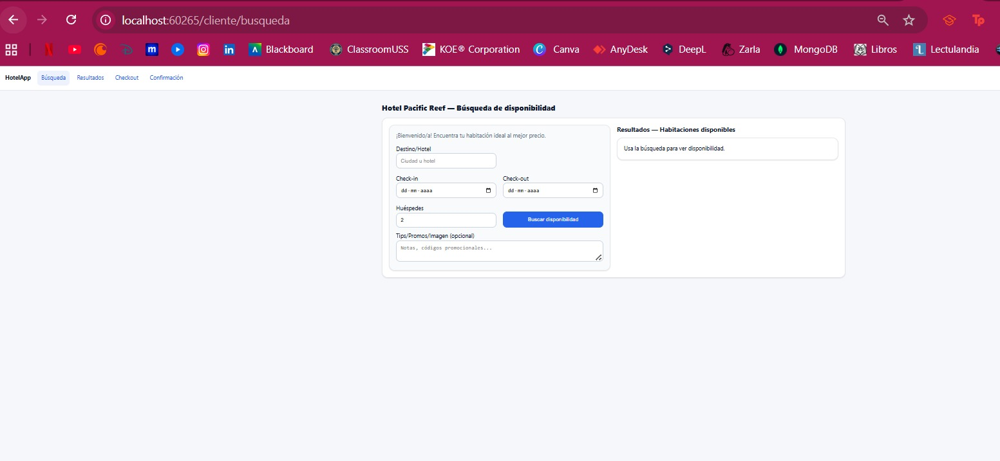 localhost:60265/cliente/busqueda
Blackboard ClassroomUSS KOE® Corporation Canva AnyDesk DeepL Zarla MongoDB Libros Lectulandia
HotelApp Búsqueda Resultados Checkout Confirmación
Hotel Pacific Reef — Búsqueda de disponibilidad
¡Bienvenido/a! Encuentra tu habitación ideal al mejor precio.
Destino/Hotel
Ciudad u hotel
Check-in Check-out
dd-mm-aaaa dd-mm-aaaa
Huéspedes
2 Buscar disponibilidad
Tips/Promos/Imagen (opcional)
Notas, códigos promocionales...
Resultados — Habitaciones disponibles
Usa la búsqueda para ver disponibilidad.